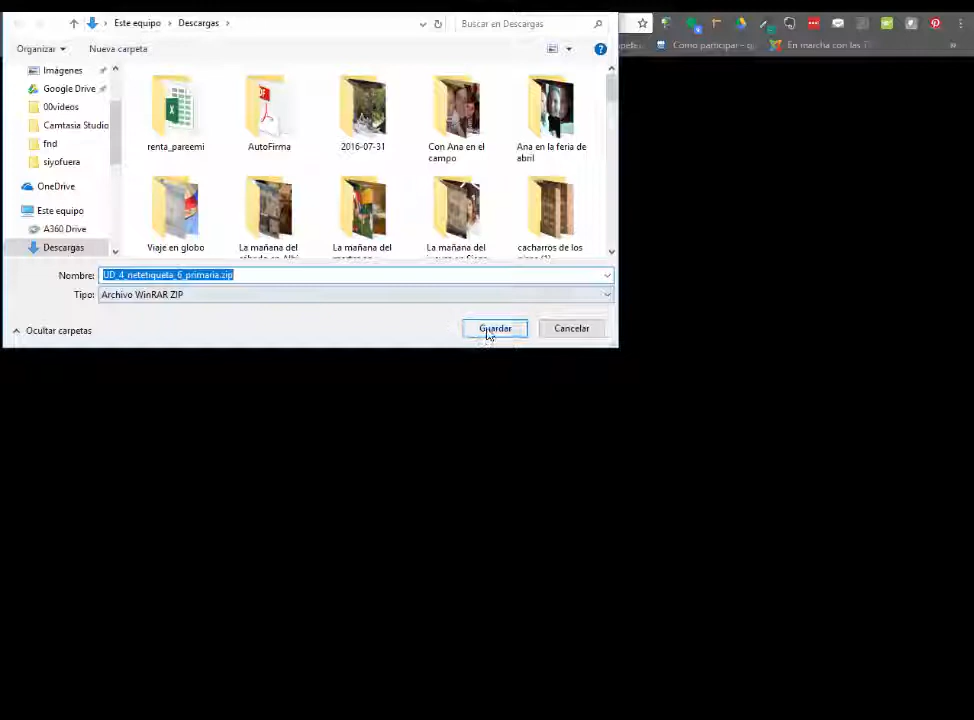 Este equipo > Descargas >
Buscar en Descargas
Organizar
Nueva carpeta
Imágenes
Google Drive
00videos
Camtasia Studio
fnd
siyofuera
OneDrive
Este equipo
A360 Drive
Descargas
renta_pareemi
AutoFirma
2016-07-31
Con Ana en el campo
Ana en la feria de abril
Viaje en globo
La mañana del
La mañana del
La mañana del
cacharros de los
Nombre: UD_4_netetiqueta_6_primaria.zip
Tipo: Archivo WinRAR ZIP
Ocultar carpetas
Guardar
Cancelar
Como participar - q
En marcha con las T